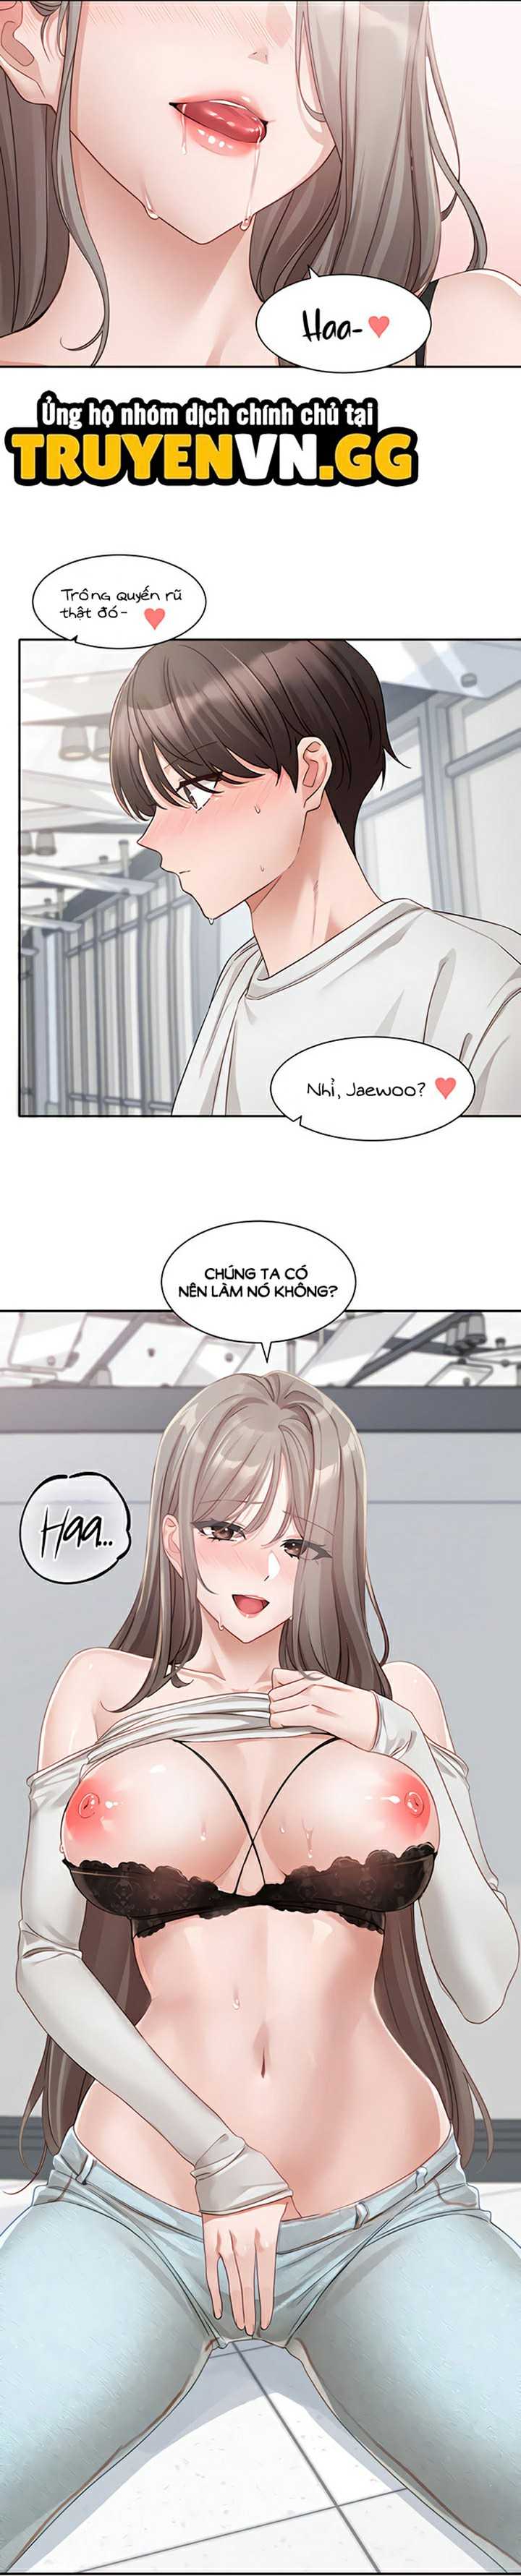 Haa-
Ủng hộ nhóm dịch chính chủ tại
TRUYENVN.GG
Trông quyến rũ
thật đó-
Nhỉ, Jaewoo?
CHÚNG TA CÓ
NÊN LÀM NÓ KHÔNG?
Haa...